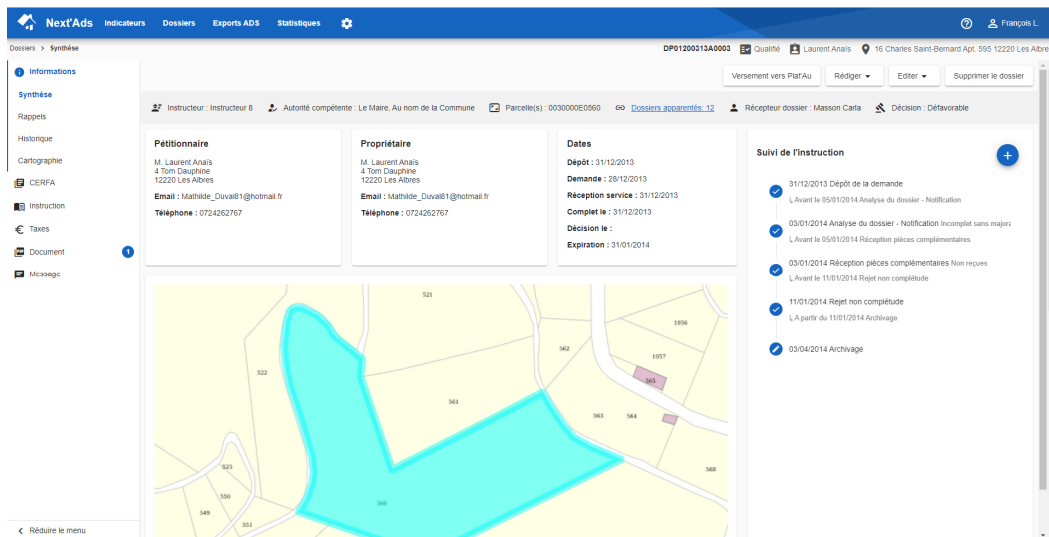 Next'Ads Indicateurs Dossiers Exports ADS Statistiques François L.
Dossiers > Synthèse DP01200313A0003 Qualifié Laurent Anaïs 16 Charles Saint-Bernard Apt. 595 12220 Les Albre
Informations
Synthèse
Rappels
Historique
Cartographie
CERFA
Instruction
Taxes
Document 1
Message
Réduire le menu
Versement vers Plat'Au Rédiger Editer Supprimer le dossier
Instructeur : Instructeur 8 Autorité compétente : Le Maire, Au nom de la Commune Parcelle(s) : 0030000E0560 Dossiers apparentés: 12 Récepteur dossier : Masson Carla Décision : Défavorable
Pétitionnaire
M. Laurent Anaïs
4 Tom Dauphine
12220 Les Albres
Email : Mathilde_Duval81@hotmail.fr
Téléphone : 0724262767
Propriétaire
M. Laurent Anaïs
4 Tom Dauphine
12220 Les Albres
Email : Mathilde_Duval81@hotmail.fr
Téléphone : 0724262767
Dates
Dépôt : 31/12/2013
Demande : 28/12/2013
Réception service : 31/12/2013
Complet le : 31/12/2013
Décision le :
Expiration : 31/01/2014
Suivi de l'instruction
31/12/2013 Dépôt de la demande
Avant le 05/01/2014 Analyse du dossier - Notification
03/01/2014 Analyse du dossier - Notification Incomplet sans majora
Avant le 05/01/2014 Réception pièces complémentaires
03/01/2014 Réception pièces complémentaires Non reçues
Avant le 11/01/2014 Rejet non complétude
11/01/2014 Rejet non complétude
A partir du 11/01/2014 Archivage
03/04/2014 Archivage
521
1056
562
1057
522
565
561
563 564
525
568
550
560
549
551